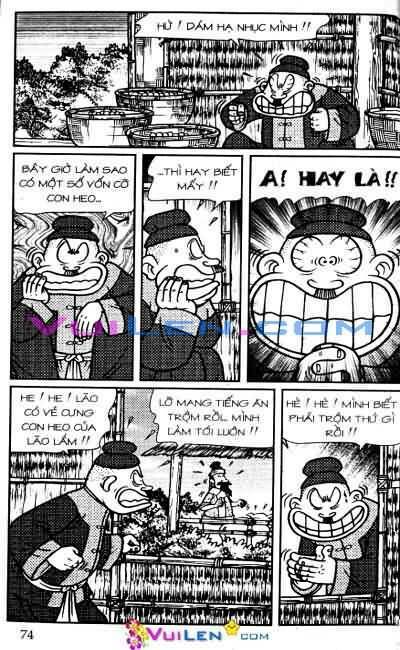 HỨ ! DÁM HẠ NHỤC MÌNH !!
BÂY GIỜ LÀM SAO
CÓ MỘT SỐ VỐN CỠ
CON HEO...
...THÌ HAY BIẾT
MẤY !!
A! HAY LÀ!!
VUILEN.COM
HE ! HE ! LÃO
CÓ VẺ CƯNG
CON HEO CỦA
LÃO LẮM !!
LỠ MANG TIẾNG ĂN
TRỘM RỒI, MÌNH
LÀM TỚI LUÔN !!
HÈ ! HÈ ! MÌNH BIẾT
PHẢI TRỘM THỨ GÌ
RỒI !!
74
VUILEN.COM